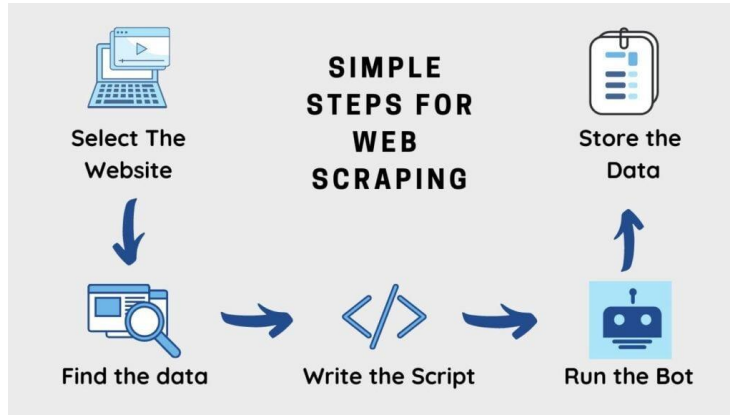 SIMPLE
STEPS FOR
WEB
SCRAPING
Select The
Website
Find the data
</>
Write the Script
Run the Bot
Store the
Data